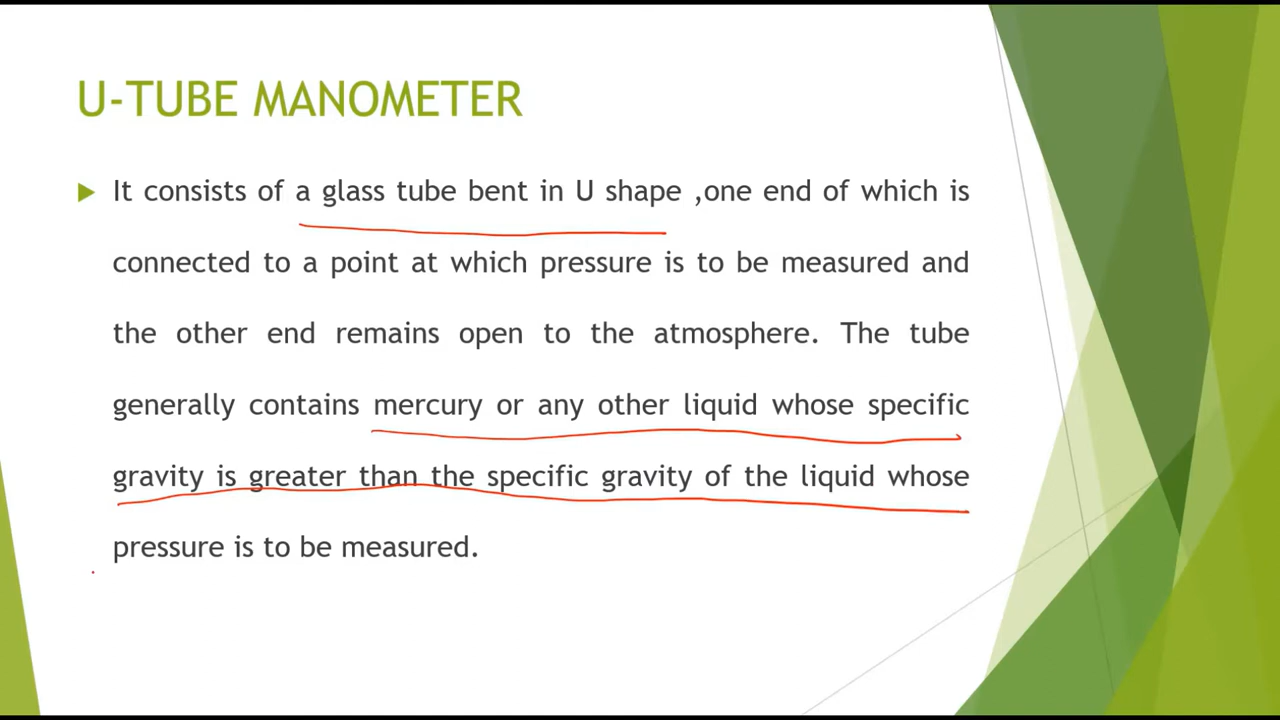 U-TUBE MANOMETER
It consists of a glass tube bent in U shape ,one end of which is
connected to a point at which pressure is to be measured and
the other end remains open to the atmosphere. The tube
generally contains mercury or any other liquid whose specific
gravity is greater than the specific gravity of the liquid whose
pressure is to be measured.